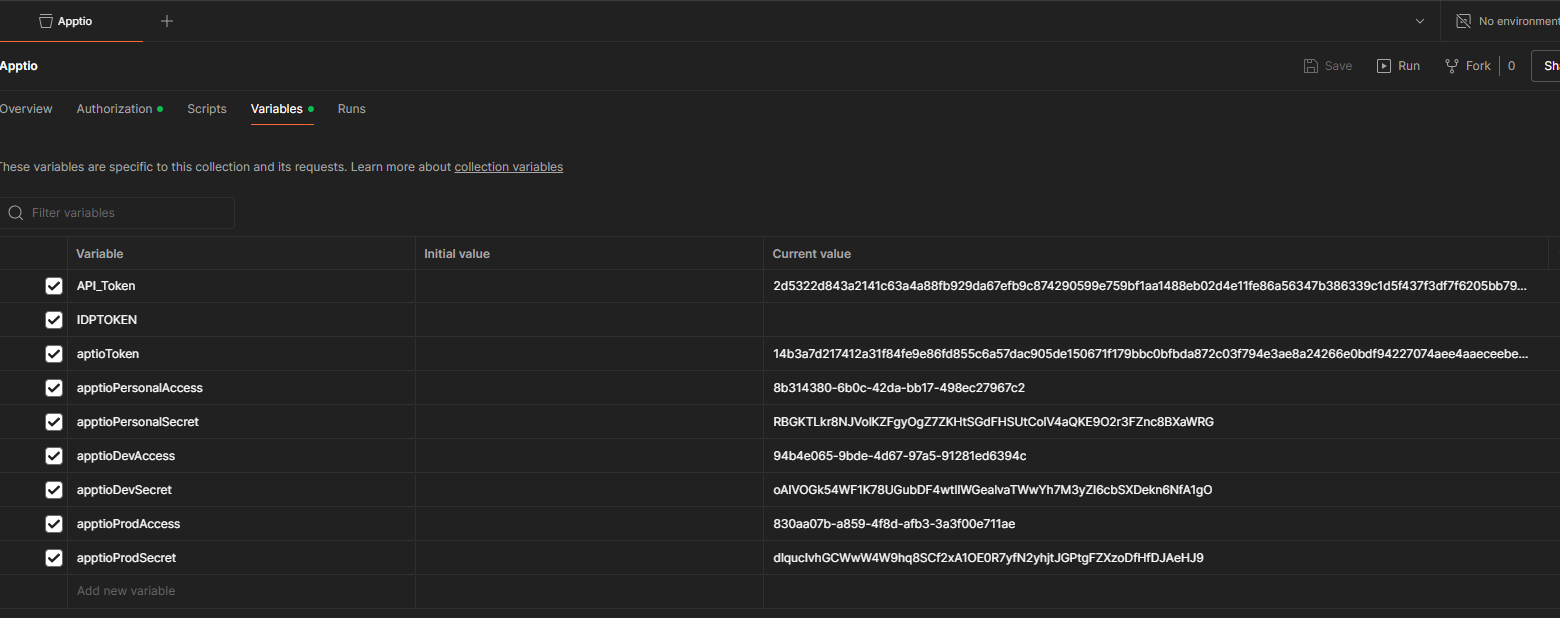 Apptio
No environment
Apptio
Save Run Fork 0 Sha
Overview Authorization Scripts Variables Runs
These variables are specific to this collection and its requests. Learn more about collection variables
Filter variables
Variable Initial value Current value
API_Token 2d5322d843a2141c63a4a88fb929da67efb9c874290599e759bf1aa1488eb02d4e11fe86a56347b386339c1d5f437f3df7f6205bb79...
IDPTOKEN
aptioToken 14b3a7d217412a31f84fe9e86fd855c6a57dac905de150671f179bbc0bfbda872c03f794e3ae8a24266e0bdf94227074aee4aaeceebe...
apptioPersonalAccess 8b314380-6b0c-42da-bb17-498ec27967c2
apptioPersonalSecret RBGKTLkr8NJVolKZFgyOgZ7ZKHtSGdFHSUtColV4aQKE9O2r3FZnc8BXaWRG
apptioDevAccess 94b4e065-9bde-4d67-97a5-91281ed6394c
apptioDevSecret oAIVOGk54WF1K78UGubDF4wtIlWGealvaTWwYh7M3yZI6cbSXDekn6NfA1gO
apptioProdAccess 830aa07b-a859-4f8d-afb3-3a3f00e711ae
apptioProdSecret dIqucIvhGCWwW4W9hq8SCf2xA1OE0R7yfN2yhjtJGPtgFZXzoDfHfDJAeHJ9
Add new variable